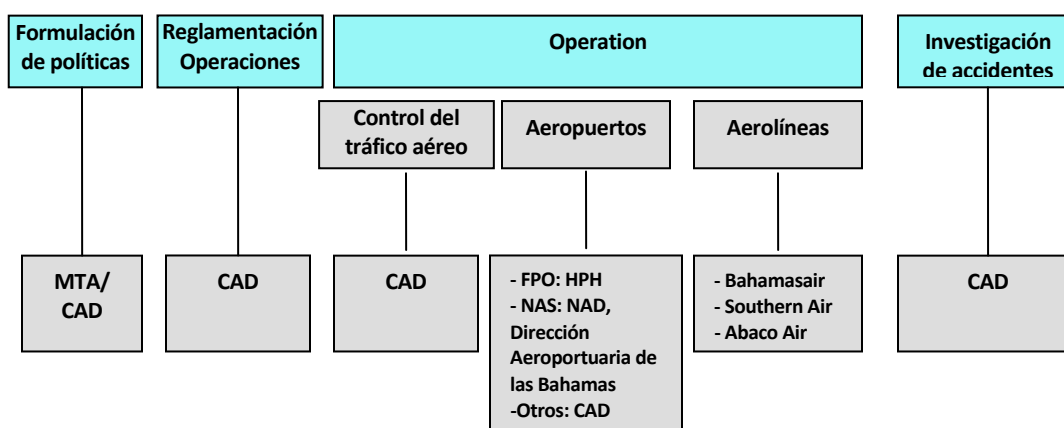 Formulación
de políticas
Reglamentación
Operaciones
Operation
Investigación
de accidentes
Control del
tráfico aéreo
Aeropuertos
Aerolíneas
MTA/
CAD
CAD
CAD
- FPO: HPH
- NAS: NAD,
Dirección
Aeroportuaria de
las Bahamas
-Otros: CAD
- Bahamasair
- Southern Air
- Abaco Air
CAD